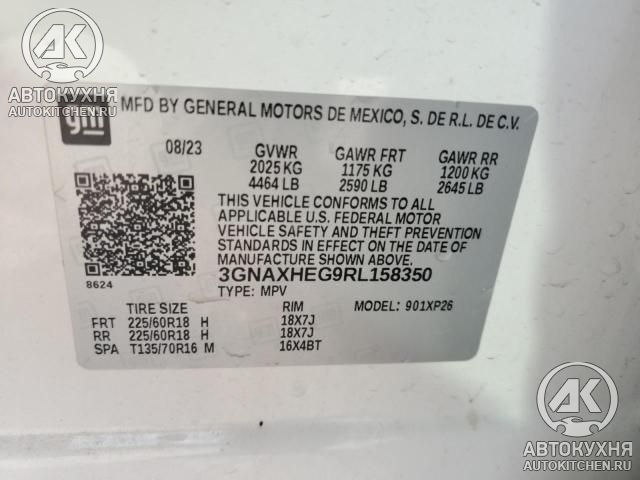 АК
АВТОКУХНЯ
AUTOKITCHEN.RU
gm
MFD BY GENERAL MOTORS DE MEXICO, S. DE R.L. DE C.V.
08/23 GVWR GAWR FRT GAWR RR
2025 KG 1175 KG 1200 KG
4464 LB 2590 LB 2645 LB
THIS VEHICLE CONFORMS TO ALL
APPLICABLE U.S. FEDERAL MOTOR
VEHICLE SAFETY AND THEFT PREVENTION
STANDARDS IN EFFECT ON THE DATE OF
MANUFACTURE SHOWN ABOVE.
8624 3GNAXHEG9RL158350
TYPE: MPV MODEL: 901XP26
TIRE SIZE RIM
FRT 225/60R18 H 18X7J
RR 225/60R18 H 18X7J
SPA T135/70R16 M 16X4BT
АК
АВТОКУХНЯ
AUTOKITCHEN.RU